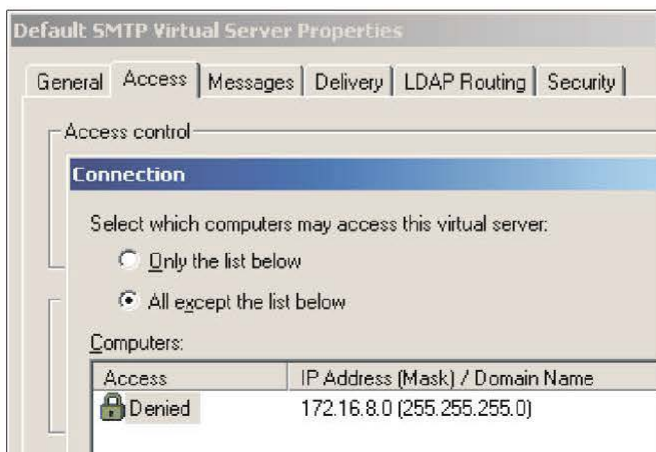 Default SMTP Virtual Server Properties
General Access Messages Delivery LDAP Routing Security
Access control
Connection
Select which computers may access this virtual server:
Only the list below
All except the list below
Computers:
Access IP Address (Mask) / Domain Name
Denied 172.16.8.0 (255.255.255.0)